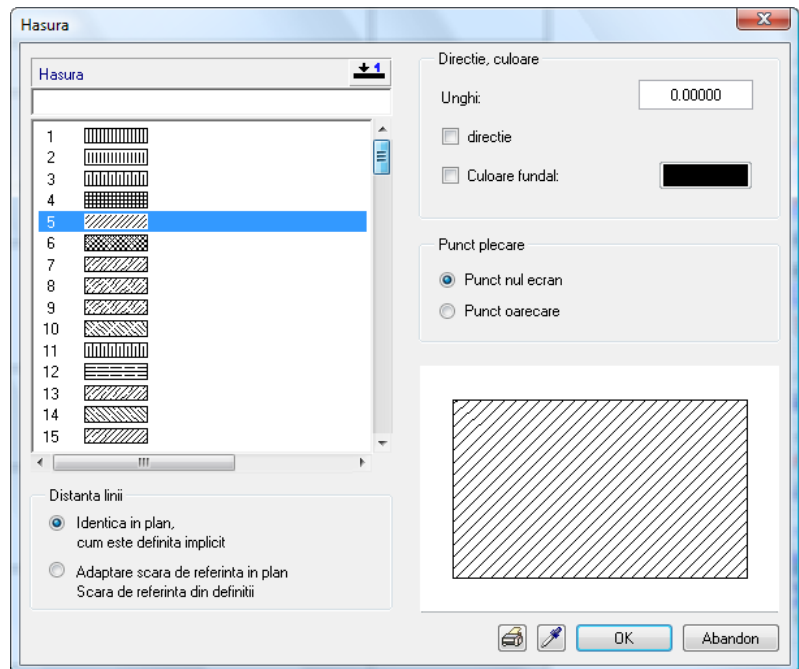 Hasura
Hasura
1
1
2
3
4
5
6
7
8
9
10
11
12
13
14
15
Distanta linii
Identica in plan,
cum este definita implicit
Adaptare scara de referinta in plan
Scara de referinta din definitii
Directie, culoare
Unghi: 0.00000
directie
Culoare fundal:
Punct plecare
Punct nul ecran
Punct oarecare
OK Abandon